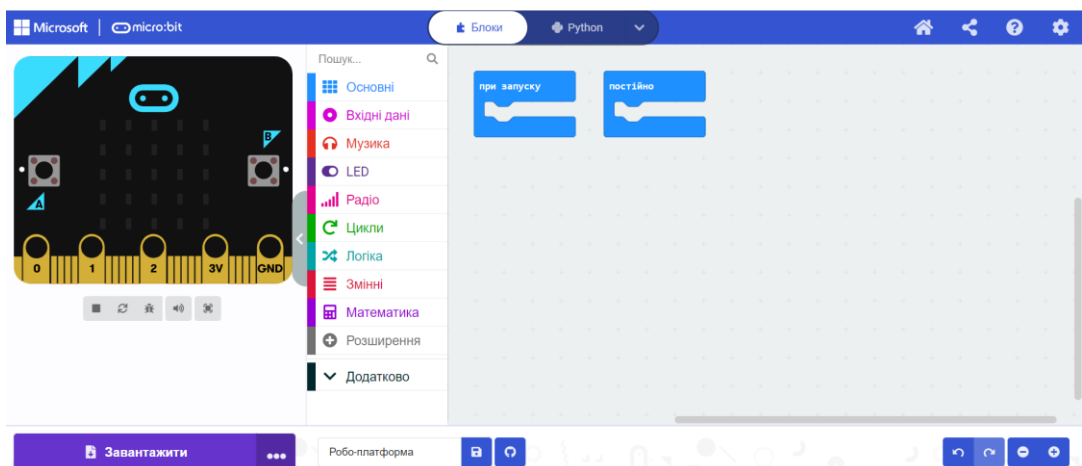 Microsoft micro:bit
Блоки
Python
Пошук...
Основні
Вхідні дані
Музика
LED
Радіо
Цикли
Логіка
Змінні
Математика
Розширення
Додатково
при запуску
постійно
B
A
0 1 2 3V GND
Завантажити
Робо-платформа